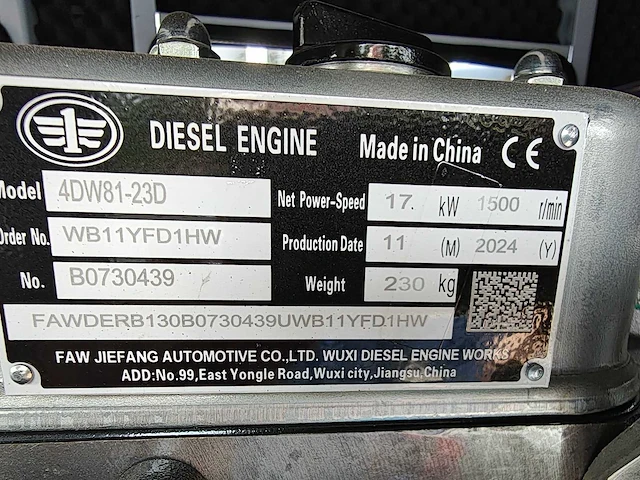 1
DIESEL ENGINE Made in China CE
Model 4DW81-23D Net Power-Speed 17. kW 1500 r/min
Order No. WB11YFD1HW Production Date 11 (M) 2024 (Y)
No. B0730439 Weight 230 kg
FAWDERB130B0730439UWB11YFD1HW
FAW JIEFANG AUTOMOTIVE CO.,LTD. WUXI DIESEL ENGINE WORKS
ADD:No.99,East Yongle Road,Wuxi city,Jiangsu,China